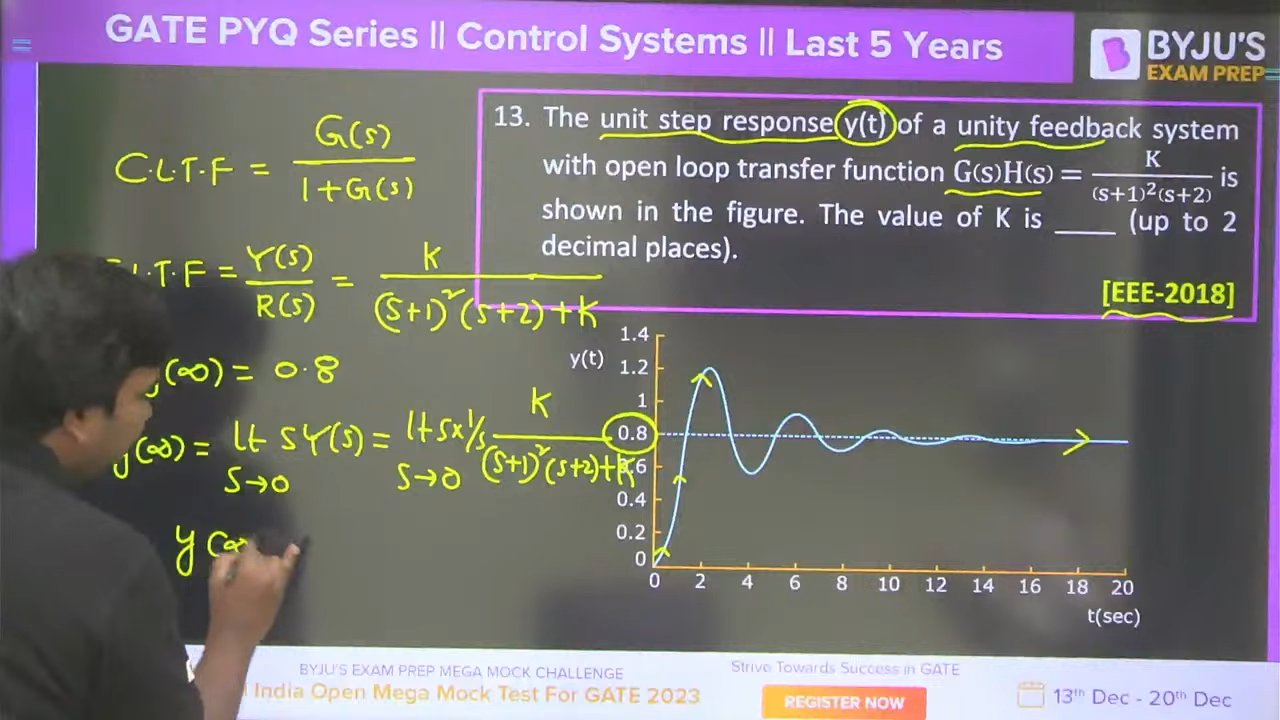 GATE PYQ Series || Control Systems || Last 5 Years
BYJU'S
EXAM PREP
13. The unit step response y(t) of a unity feedback system
with open loop transfer function G(s)H(s) = K/(s+1)²(s+2) is
shown in the figure. The value of K is ____ (up to 2
decimal places).
[EEE-2018]
C.L.T.F = G(s)/1+G(s)
L.T.F = Y(s)/R(s) = K/(s+1)²(s+2)+K
y(∞) = 0.8
y(∞) = lt S→0 SY(s) = lt S→0 S×1/s K/(s+1)²(s+2)+K
y(∞
y(t)
1.4
1.2
1
0.8
0.6
0.4
0.2
0
0 2 4 6 8 10 12 14 16 18 20
t(sec)
BYJU'S EXAM PREP MEGA MOCK CHALLENGE
India Open Mega Mock Test For GATE 2023
Strive Towards Success in GATE
REGISTER NOW
13th Dec - 20th Dec